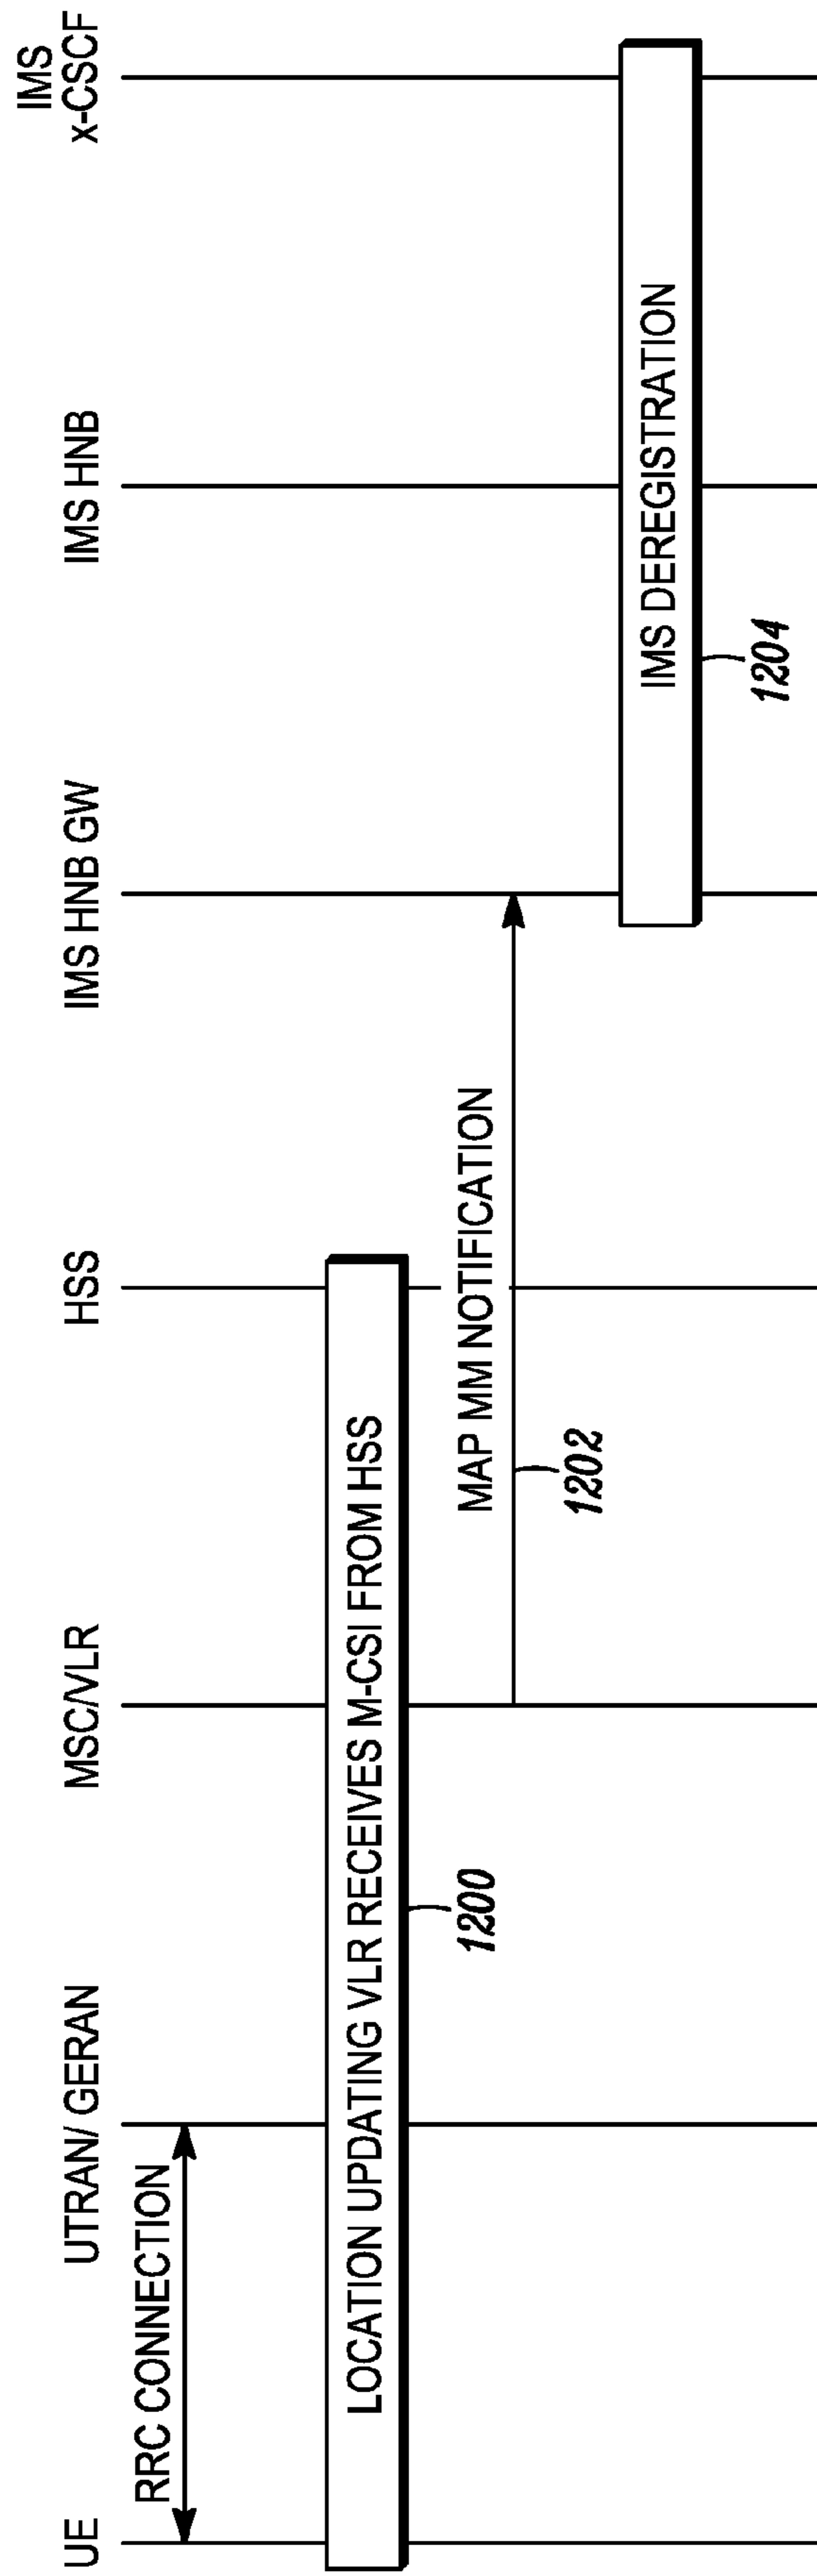 UE
UTRAN/ GERAN
MSC/VLR
HSS
IMS HNB GW
IMS HNB
IMS
x-CSCF
RRC CONNECTION
LOCATION UPDATING VLR RECEIVES M-CSI FROM HSS
1200
MAP MM NOTIFICATION
1202
IMS DEREGISTRATION
1204